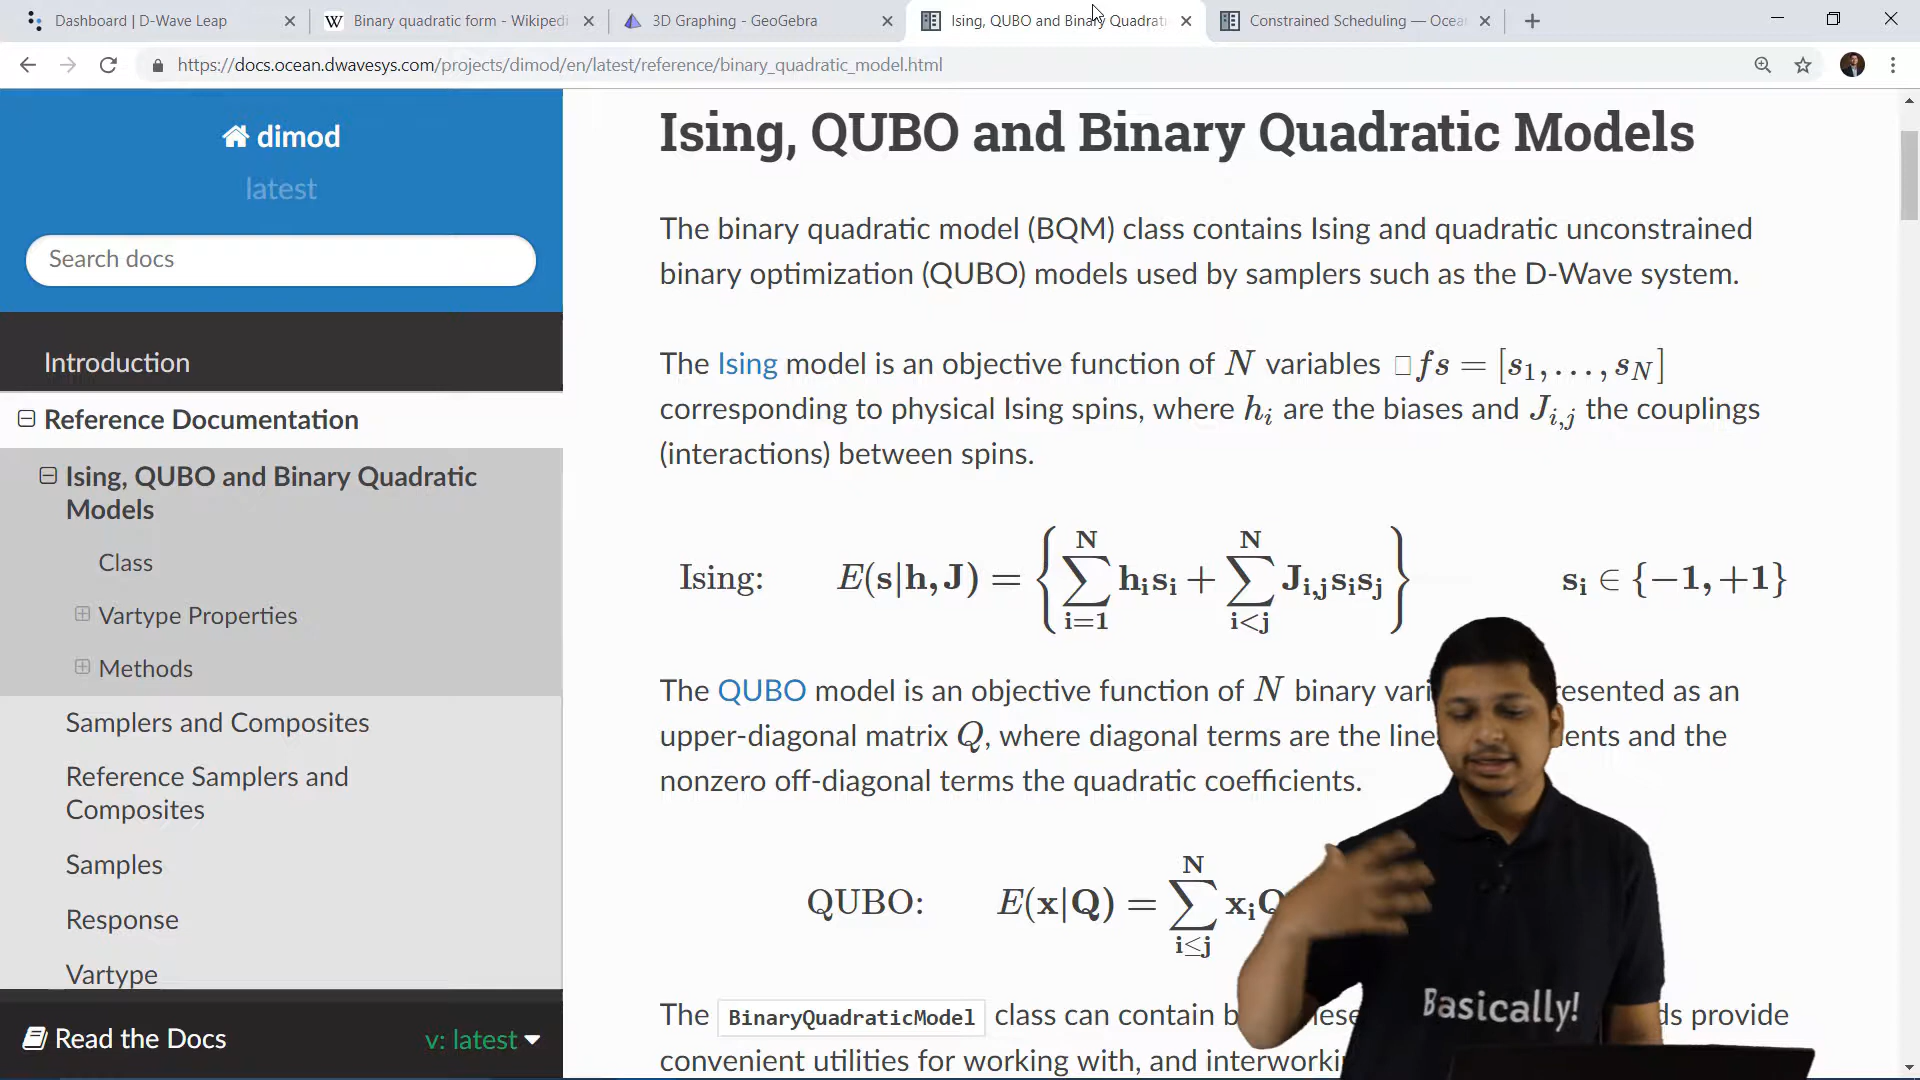 Dashboard | D-Wave Leap
Binary quadratic form - Wikipedi
3D Graphing - GeoGebra
Ising, QUBO and Binary Quadrati
Constrained Scheduling — Ocea
https://docs.ocean.dwavesys.com/projects/dimod/en/latest/reference/binary_quadratic_model.html
dimod
latest
Search docs
Introduction
Reference Documentation
Ising, QUBO and Binary Quadratic
Models
Class
Vartype Properties
Methods
Samplers and Composites
Reference Samplers and
Composites
Samples
Response
Vartype
Read the Docs
v: latest
Ising, QUBO and Binary Quadratic Models
The binary quadratic model (BQM) class contains Ising and quadratic unconstrained
binary optimization (QUBO) models used by samplers such as the D-Wave system.
The Ising model is an objective function of N variables □fs = [s₁, …, s_N]
corresponding to physical Ising spins, where hᵢ are the biases and J_{i,j} the couplings
(interactions) between spins.
Ising: E(s|h, J) = { ∑_{i=1}^{N} hᵢsᵢ + ∑_{i<j}^{N} J_{i,j}sᵢsⱼ } sᵢ ∈ {−1, +1}
The QUBO model is an objective function of N binary vari esented as an
upper-diagonal matrix Q, where diagonal terms are the line ents and the
nonzero off-diagonal terms the quadratic coefficients.
QUBO: E(x|Q) = ∑_{i≤j}^{N} xᵢQ
The BinaryQuadraticModel class can contain b ds provide
convenient utilities for working with, and interworki
Basically!